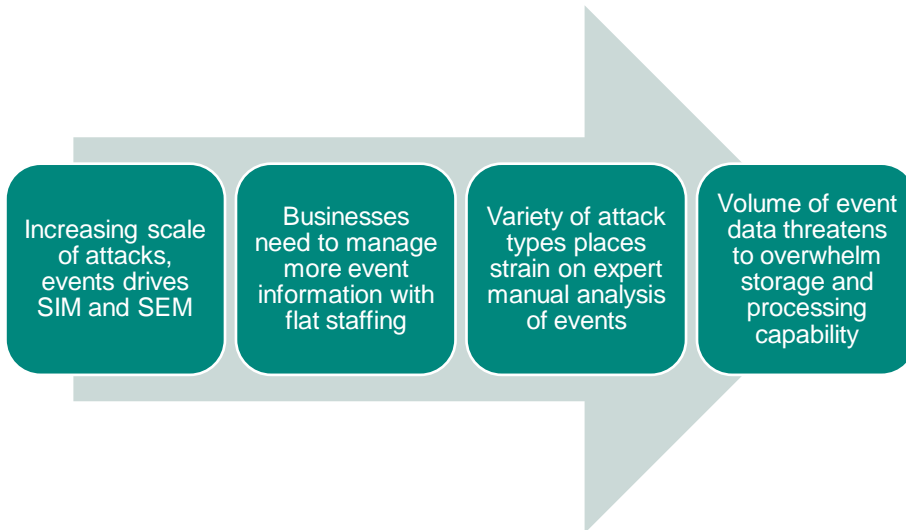 Increasing scale
of attacks,
events drives
SIM and SEM
Businesses
need to manage
more event
information with
flat staffing
Variety of attack
types places
strain on expert
manual analysis
of events
Volume of event
data threatens
to overwhelm
storage and
processing
capability